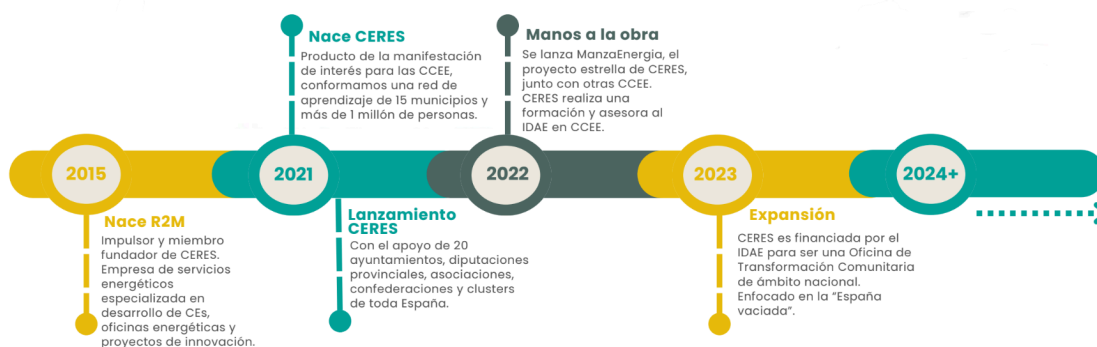 Nace CERES
Producto de la manifestación
de interés para las CCEE,
conformamos una red de
aprendizaje de 15 municipios y
más de 1 millón de personas.
Manos a la obra
Se lanza ManzaEnergia, el
proyecto estrella de CERES,
junto con otras CCEE.
CERES realiza una
formación y asesora al
IDAE en CCEE.
2015
2021
2022
2023
2024+
Nace R2M
Impulsor y miembro
fundador de CERES.
Empresa de servicios
energéticos
especializada en
desarrollo de CEs,
oficinas energéticas y
proyectos de innovación.
Lanzamiento
CERES
Con el apoyo de 20
ayuntamientos, diputaciones
provinciales, asociaciones,
confederaciones y clusters
de toda España.
Expansión
CERES es financiada por el
IDAE para ser una Oficina de
Transformación Comunitaria
de ámbito nacional.
Enfocado en la “España
vaciada”.